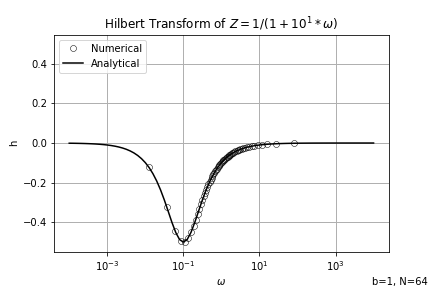 Hilbert Transform of $Z = 1/(1 + 10^1 * \omega)$
Numerical
Analytical
0.4
0.2
0.0
−0.2
−0.4
h
10^{-3}
10^{-1}
10^{1}
10^{3}
ω
b=1, N=64